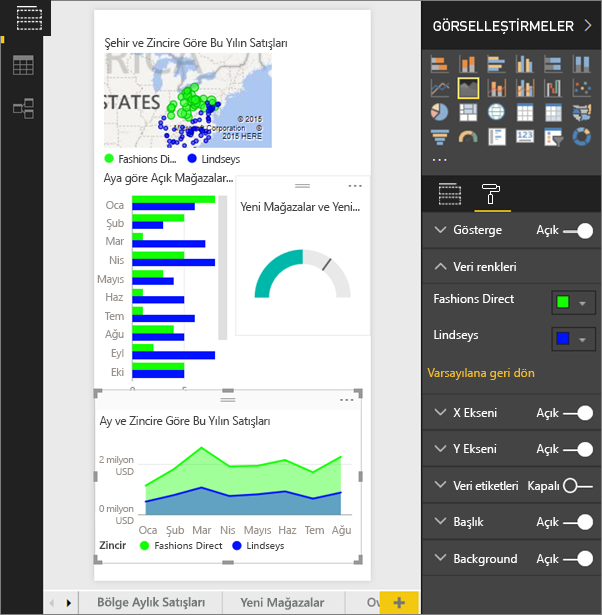 Şehir ve Zincire Göre Bu Yılın Satışları
STATES
© 2015
Microsoft Corporation ©
2015 HERE
Fashions Di... Lindseys
Aya göre Açık Mağazalar...
Oca
Şub
Mar
Nis
Mayıs
Haz
Tem
Ağu
Eyl
Eki
0 5
Yeni Mağazalar ve Yeni...
Ay ve Zincire Göre Bu Yılın Satışları
2 milyon
USD
0 milyon
USD
Oca Şub Mar Nis Mayıs Haz Tem Ağu
Zincir Fashions Direct Lindseys
Bölge Aylık Satışları Yeni Mağazalar Ov
GÖRSELLEŞTİRMELER
Gösterge Açık
Veri renkleri
Fashions Direct
Lindseys
Varsayılana geri dön
X Ekseni Açık
Y Ekseni Açık
Veri etiketleri Kapalı
Başlık Açık
Background Açık